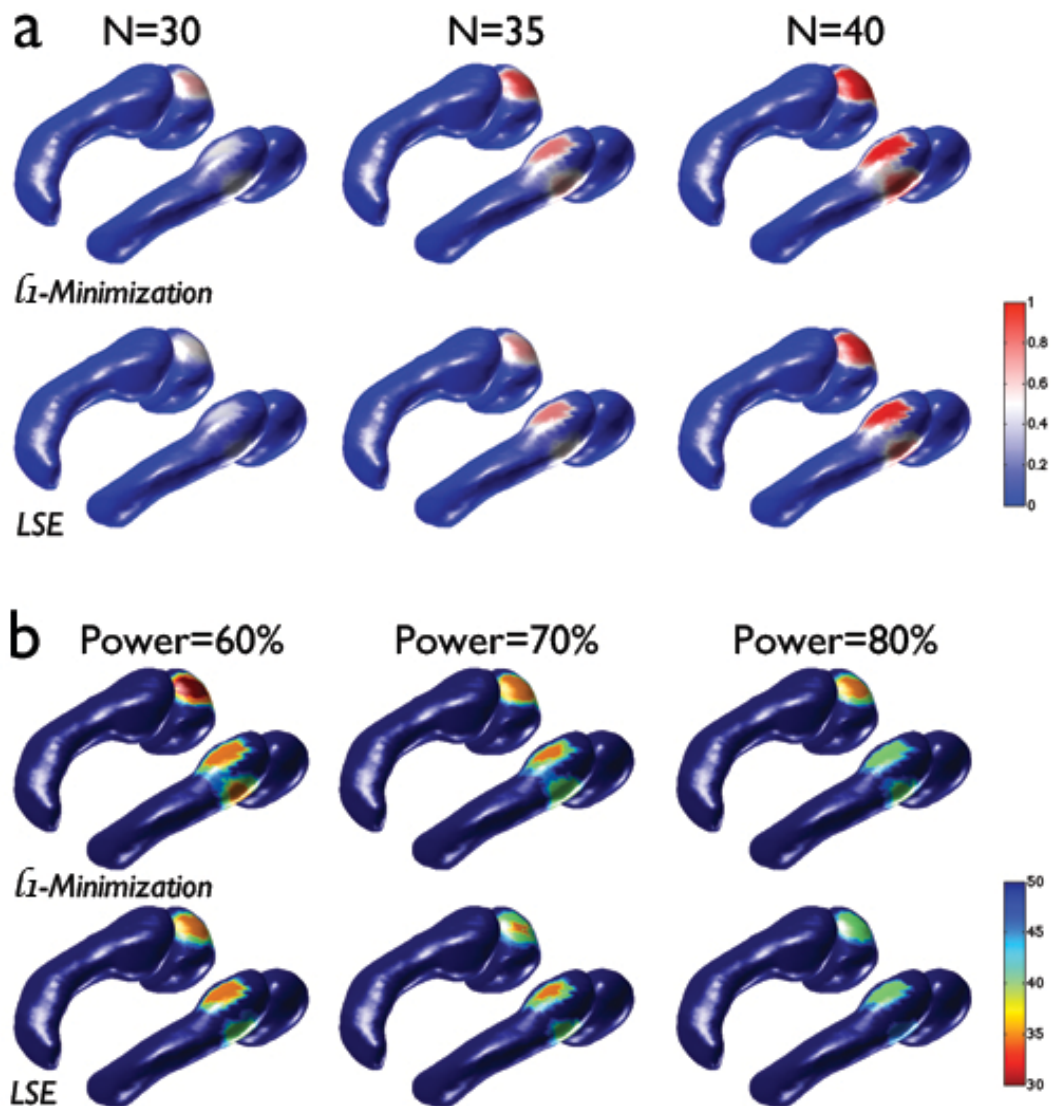 a
N=30 N=35 N=40
ℓ1-Minimization
1
0.8
0.6
0.4
0.2
0
LSE
b
Power=60% Power=70% Power=80%
ℓ1-Minimization
50
45
40
35
30
LSE